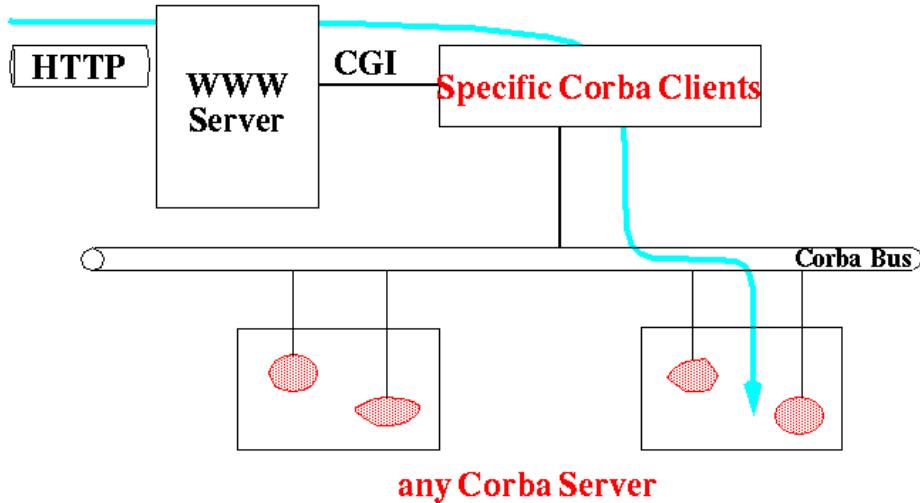 HTTP
WWW
Server
CGI
Specific Corba Clients
Corba Bus
any Corba Server